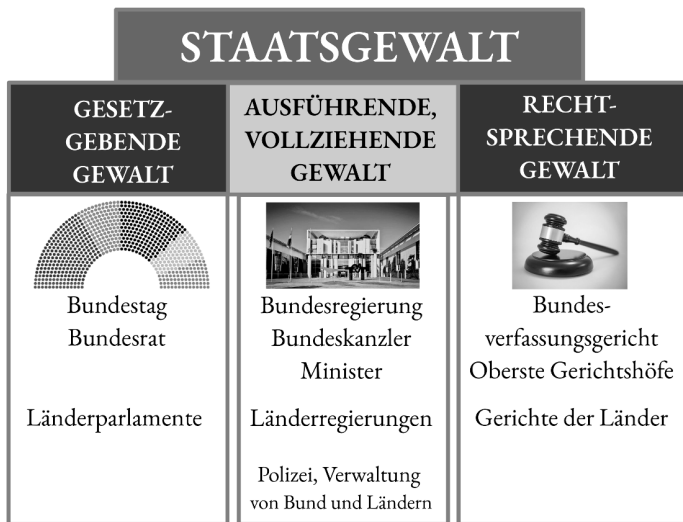 STAATSGEWALT
GESETZ-
GEBENDE
GEWALT
AUSFÜHRENDE,
VOLLZIEHENDE
GEWALT
RECHT-
SPRECHENDE
GEWALT
Bundestag
Bundesrat
Länderparlamente
Bundesregierung
Bundeskanzler
Minister
Länderregierungen
Polizei, Verwaltung
von Bund und Ländern
Bundes-
verfassungsgericht
Oberste Gerichtshöfe
Gerichte der Länder